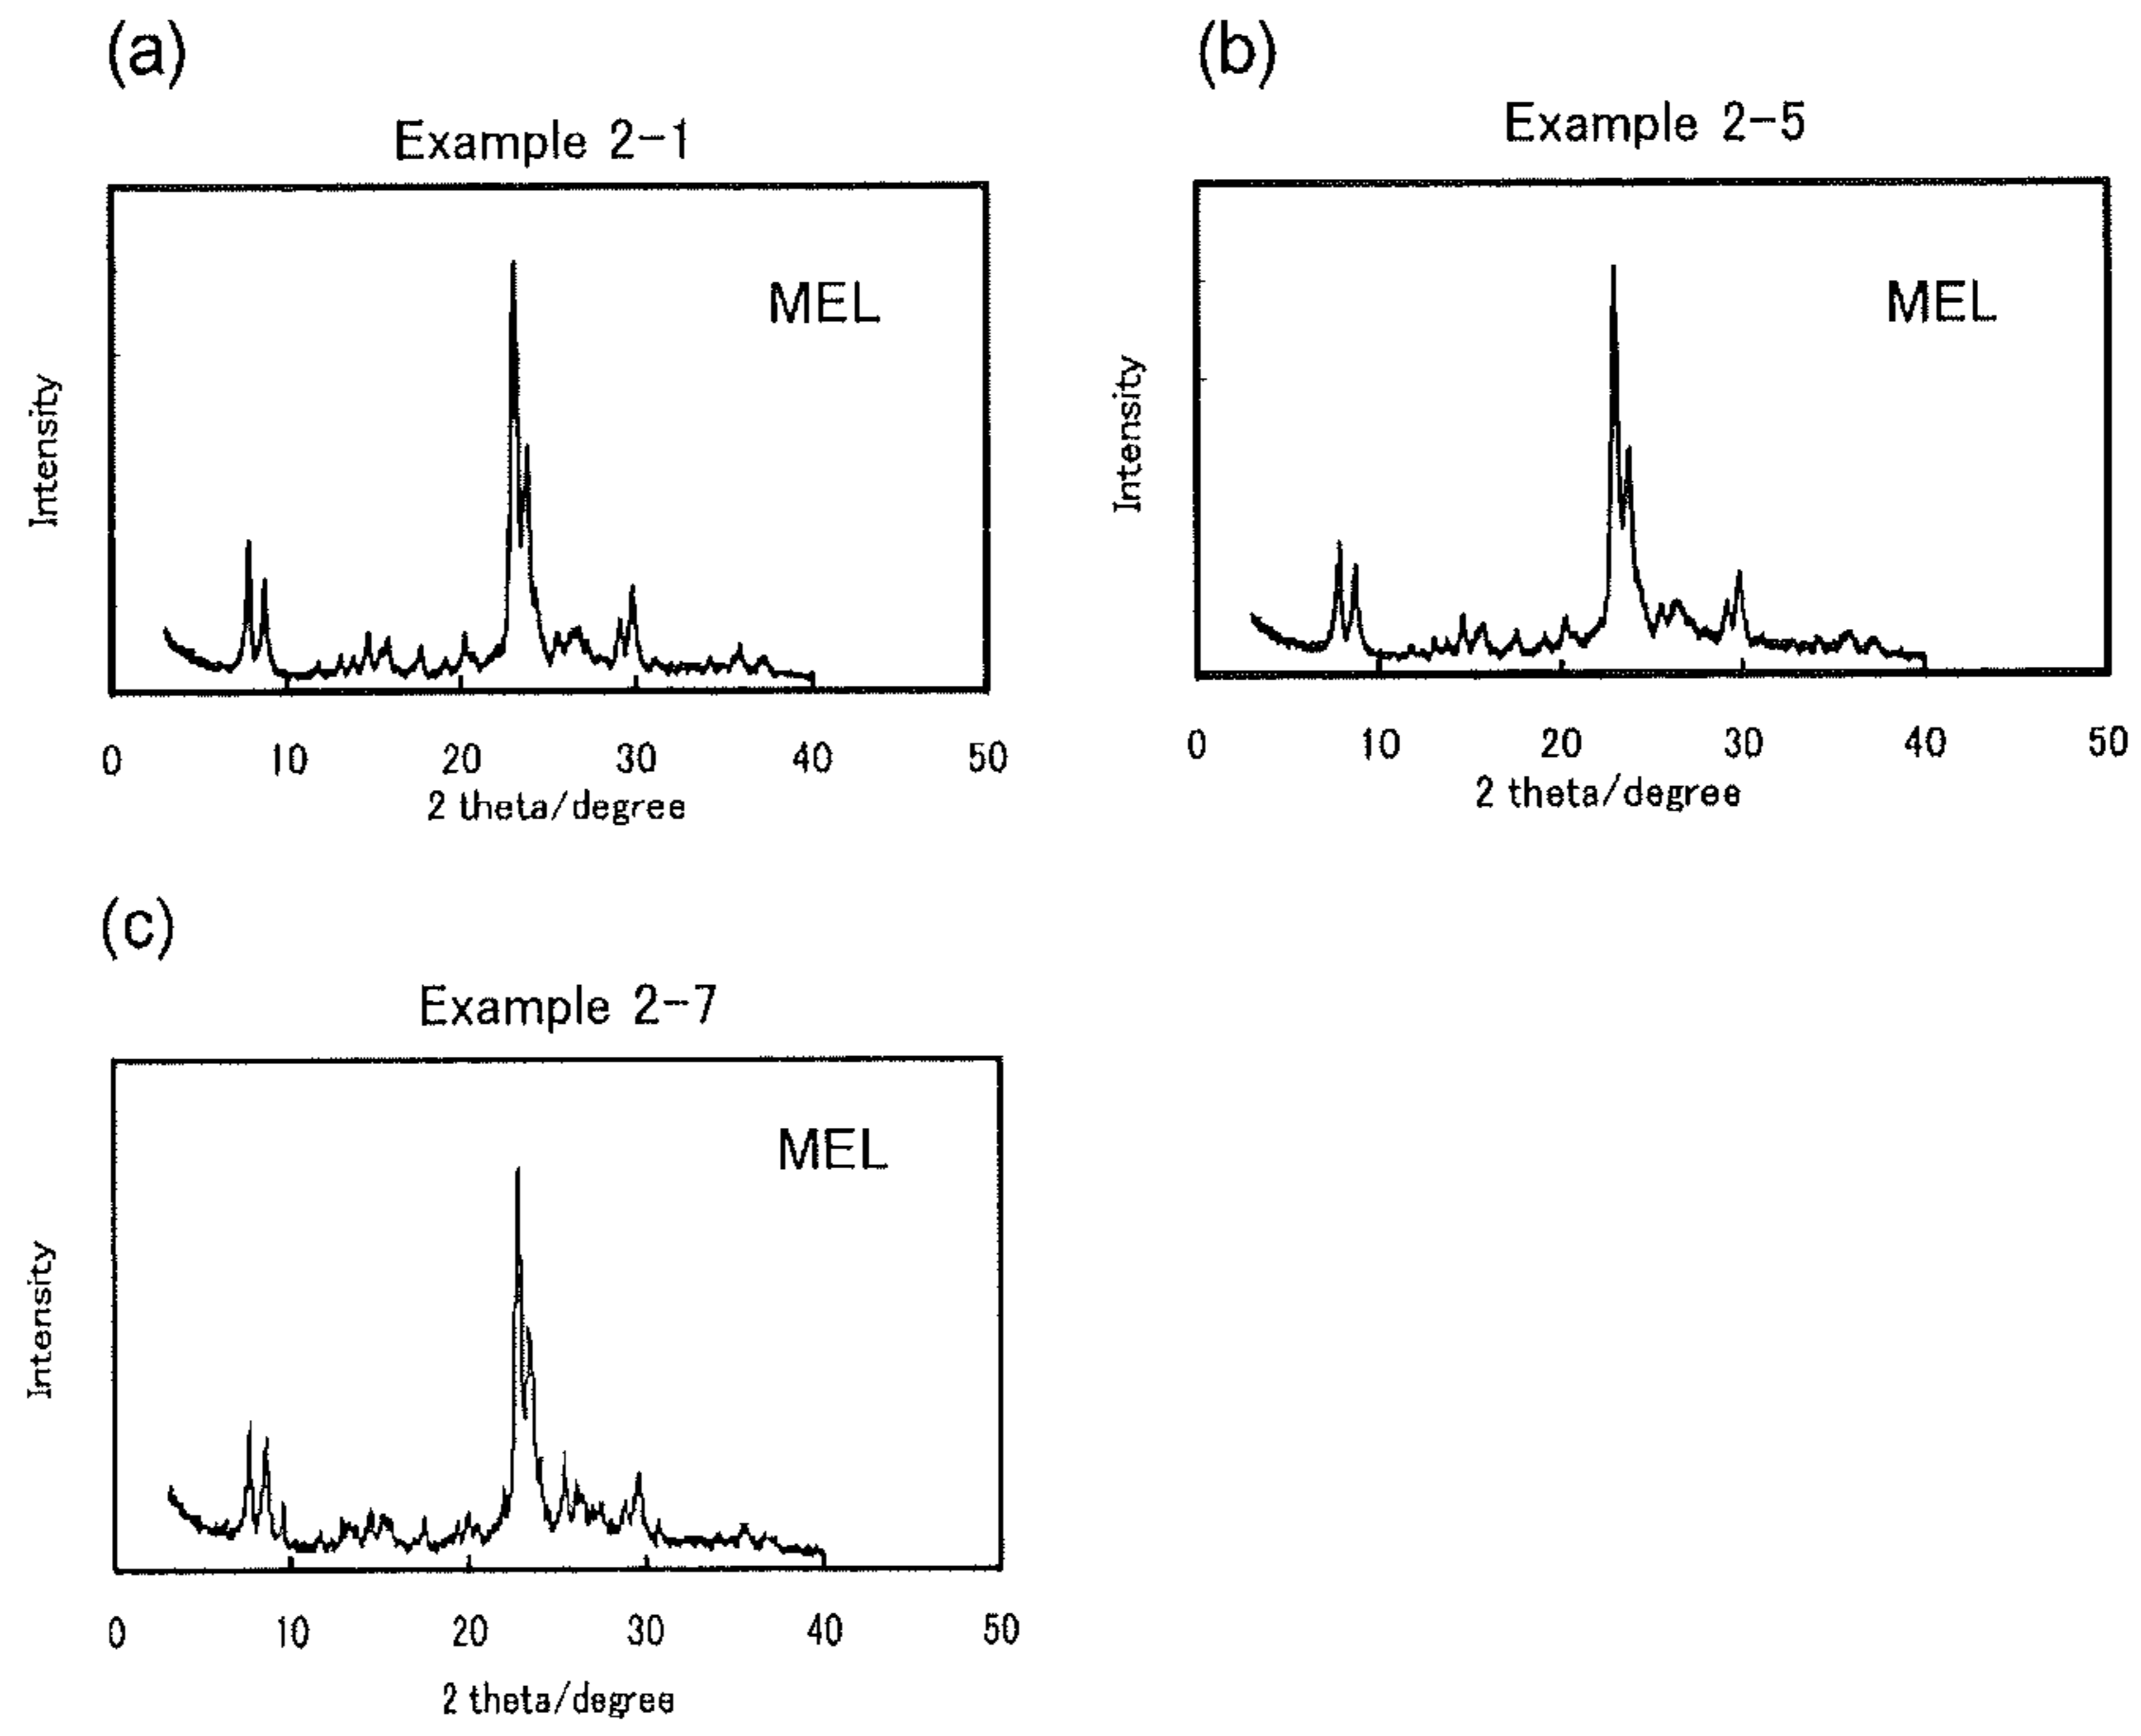 (a)
Example 2-1
MEL
Intensity
0 10 20 30 40 50
2 theta/degree
(b)
Example 2-5
MEL
Intensity
0 10 20 30 40 50
2 theta/degree
(c)
Example 2-7
MEL
Intensity
0 10 20 30 40 50
2 theta/degree